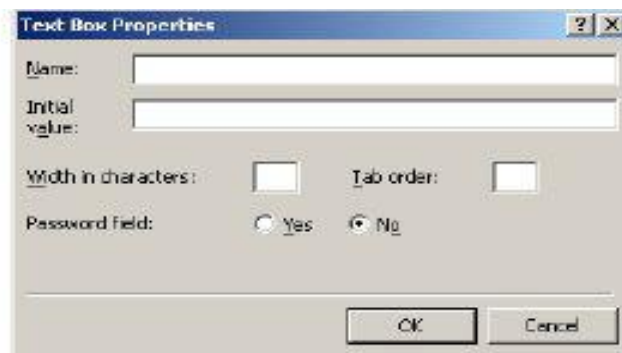 Text Box Properties ? X
Name:
Initial
value:
Width in characters: Tab order:
Password field: Yes No
OK Cancel